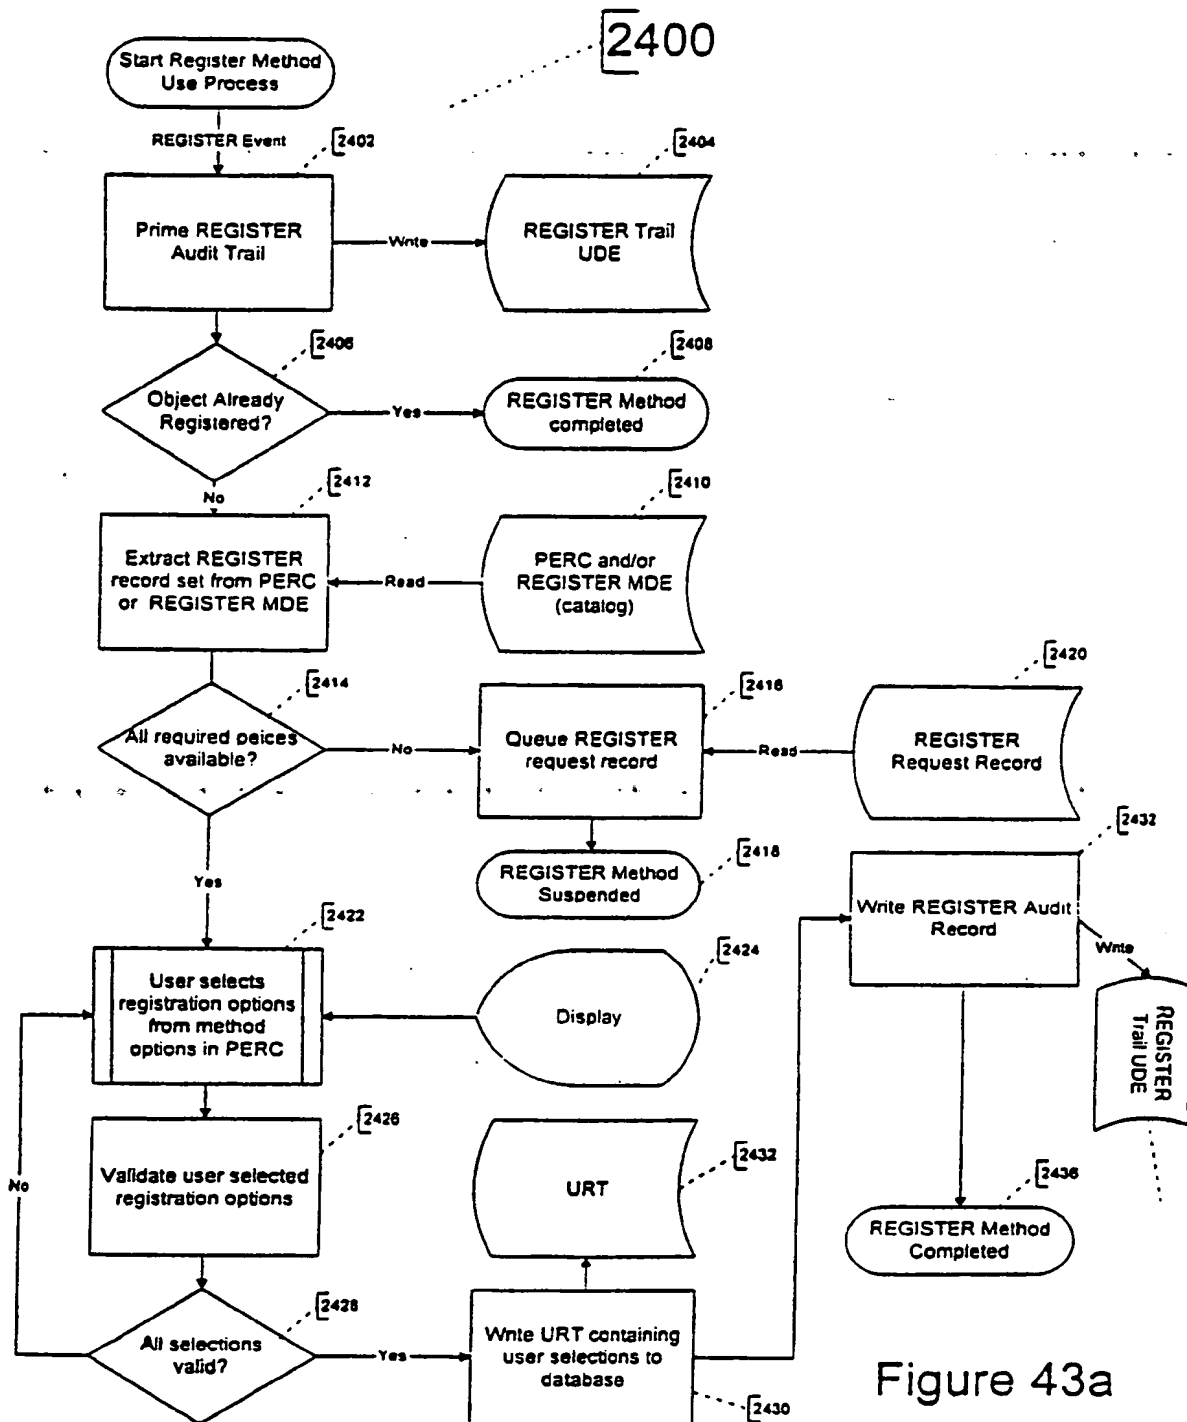 2400
Start Register Method
Use Process
REGISTER Event
2402
2404
Prime REGISTER
Audit Trail
Write
REGISTER Trail
UDE
2406
2408
Object Already
Registered?
Yes
REGISTER Method
completed
No
2412
2410
Extract REGISTER
record set from PERC
or REGISTER MDE
Read
PERC and/or
REGISTER MDE
(catalog)
2414
2416
2420
All required peices
available?
No
Queue REGISTER
request record
Read
REGISTER
Request Record
Yes
2418
REGISTER Method
Suspended
2432
Write REGISTER Audit
Record
Write
REGISTER
Trail UDE
2422
2424
User selects
registration options
from method
options in PERC
Display
2426
2432
Validate user selected
registration options
No
URT
2436
REGISTER Method
Completed
2428
All selections
valid?
Yes
Write URT containing
user selections to
database
2430
Figure 43a